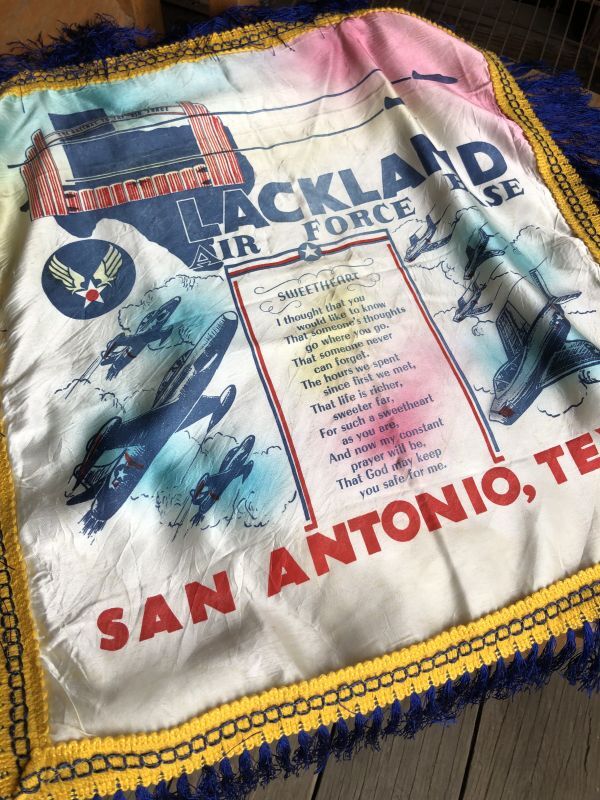 LACKLAND
AIR FORCE BASE
SWEETHEART
I thought that you
would like to know
That someone's thoughts
go where you go.
That someone never
can forget.
The hours we spent
since first we met,
That life is richer,
sweeter far,
For such a sweetheart
as you are,
And now my constant
prayer will be,
That God may keep
you safe for me.
SAN ANTONIO, TE